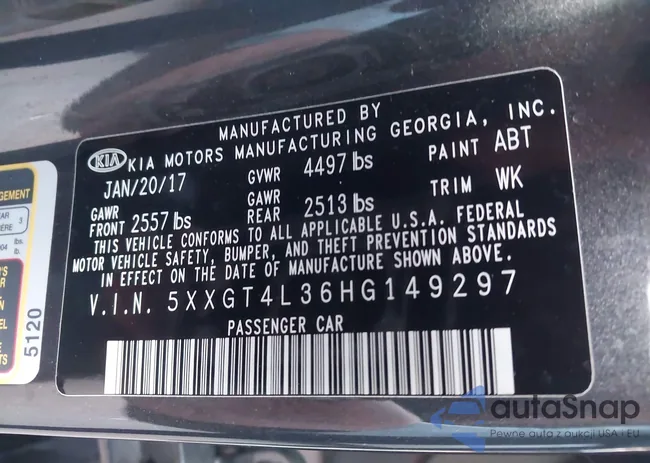 MANUFACTURED BY
KIA KIA MOTORS MANUFACTURING GEORGIA, INC.
JAN/20/17 GVWR 4497 lbs PAINT ABT
GAWR FRONT 2557 lbs GAWR REAR 2513 lbs TRIM WK
THIS VEHICLE CONFORMS TO ALL APPLICABLE U.S.A. FEDERAL
MOTOR VEHICLE SAFETY, BUMPER, AND THEFT PREVENTION STANDARDS
IN EFFECT ON THE DATE OF MANUFACTURE SHOWN ABOVE.
V.I.N. 5XXGT4L36HG149297
PASSENGER CAR
5120
autaSnap
Pewne auta z aukcji USA i EU